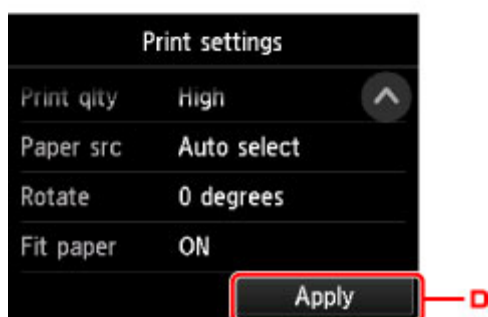 Print settings
Print qlty High
Paper src Auto select
Rotate 0 degrees
Fit paper ON
Apply D